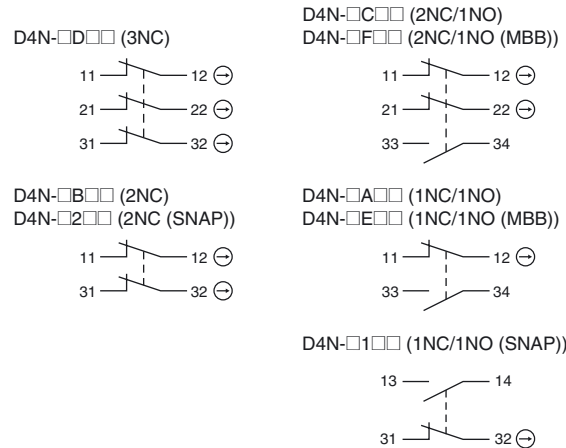 D4N-□D□□ (3NC)
11 12
21 22
31 32
D4N-□C□□ (2NC/1NO)
D4N-□F□□ (2NC/1NO (MBB))
11 12
21 22
33 34
D4N-□B□□ (2NC)
D4N-□2□□ (2NC (SNAP))
11 12
31 32
D4N-□A□□ (1NC/1NO)
D4N-□E□□ (1NC/1NO (MBB))
11 12
33 34
D4N-□1□□ (1NC/1NO (SNAP))
13 14
31 32